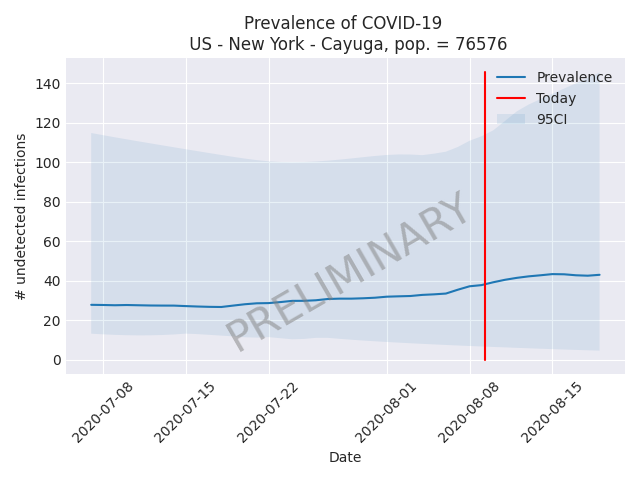 Prevalence of COVID-19
US - New York - Cayuga, pop. = 76576
# undetected infections
140
120
100
80
60
40
20
0
Prevalence
Today
95CI
PRELIMINARY
2020-07-08
2020-07-15
2020-07-22
2020-08-01
2020-08-08
2020-08-15
Date